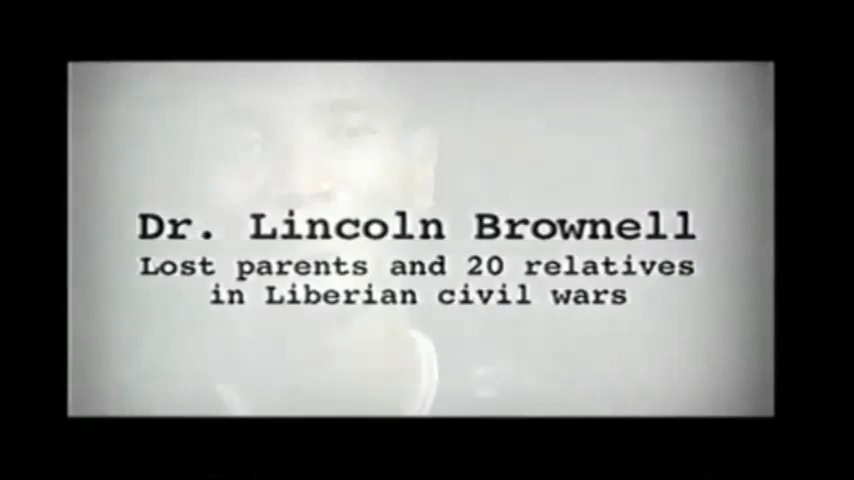 Dr. Lincoln Brownell
Lost parents and 20 relatives
in Liberian civil wars